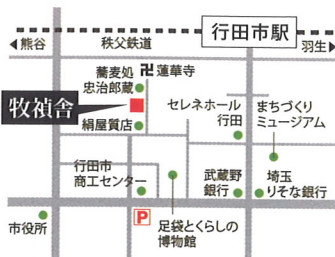 行田市駅
◀熊谷
秩父鉄道
羽生▶
蕎麦処
忠治郎蔵
卍蓮華寺
牧禎舎
絹屋質店
セレネホール
行田
まちづくり
ミュージアム
行田市
商工センター
武蔵野
銀行
埼玉
りそな銀行
市役所
P
足袋とくらしの
博物館